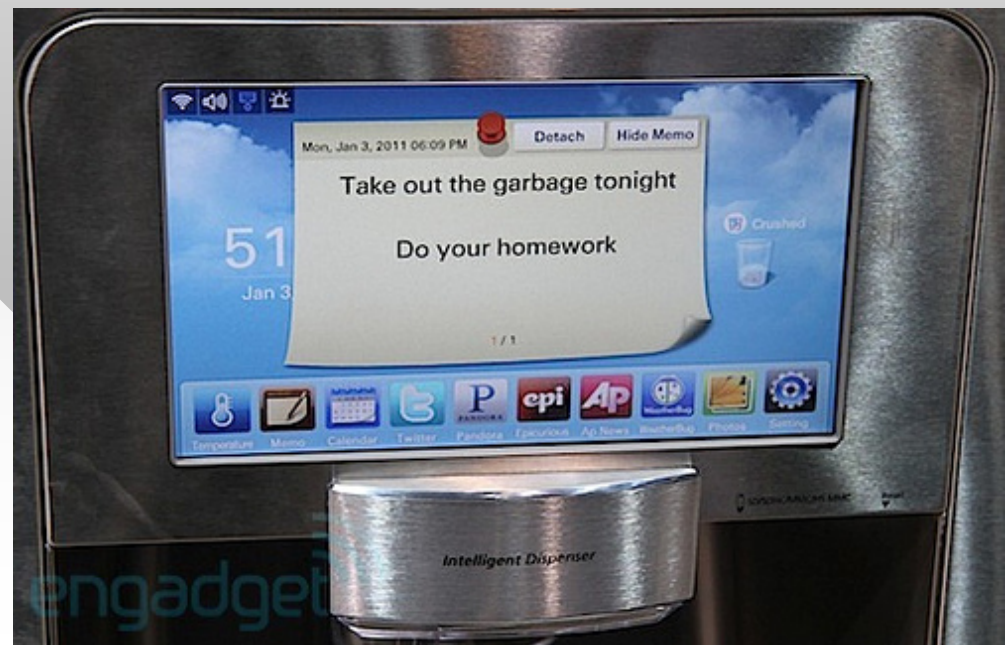 Mon, Jan 3, 2011 06:09 PM
Detach
Hide Memo
Take out the garbage tonight
Do your homework
51
Jan 3
Crushed
1 / 1
P
epi
Ap
WeatherBug
Temperature
Memo
Calendar
Twitter
Pandora
Epicurious
Ap News
WeatherBug
Photos
Setting
Reset
Intelligent Dispenser
engadget